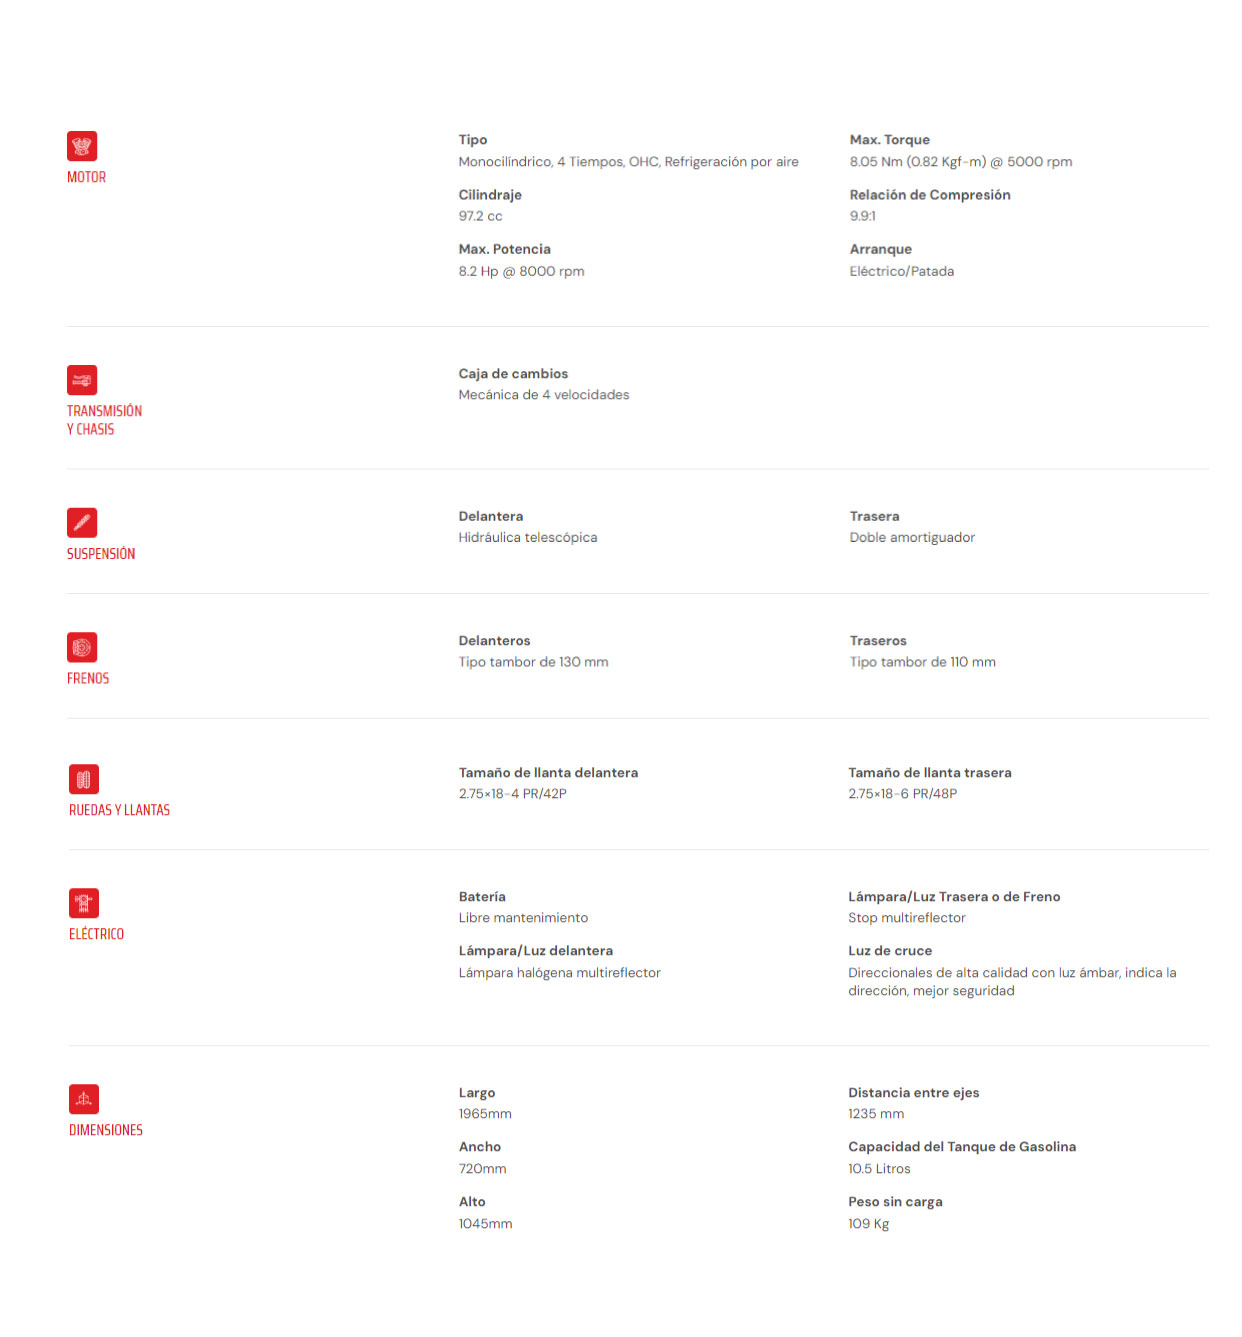 MOTOR
Tipo
Monocilíndrico, 4 Tiempos, OHC, Refrigeración por aire
Cilindraje
97.2 cc
Max. Potencia
8.2 Hp @ 8000 rpm
Max. Torque
8.05 Nm (0.82 Kgf-m) @ 5000 rpm
Relación de Compresión
9.9:1
Arranque
Eléctrico/Patada
TRANSMISIÓN
Y CHASIS
Caja de cambios
Mecánica de 4 velocidades
SUSPENSIÓN
Delantera
Hidráulica telescópica
Trasera
Doble amortiguador
FRENOS
Delanteros
Tipo tambor de 130 mm
Traseros
Tipo tambor de 110 mm
RUEDAS Y LLANTAS
Tamaño de llanta delantera
2.75×18-4 PR/42P
Tamaño de llanta trasera
2.75×18-6 PR/48P
ELÉCTRICO
Batería
Libre mantenimiento
Lámpara/Luz delantera
Lámpara halógena multireflector
Lámpara/Luz Trasera o de Freno
Stop multireflector
Luz de cruce
Direccionales de alta calidad con luz ámbar, indica la
dirección, mejor seguridad
DIMENSIONES
Largo
1965mm
Ancho
720mm
Alto
1045mm
Distancia entre ejes
1235 mm
Capacidad del Tanque de Gasolina
10.5 Litros
Peso sin carga
109 Kg